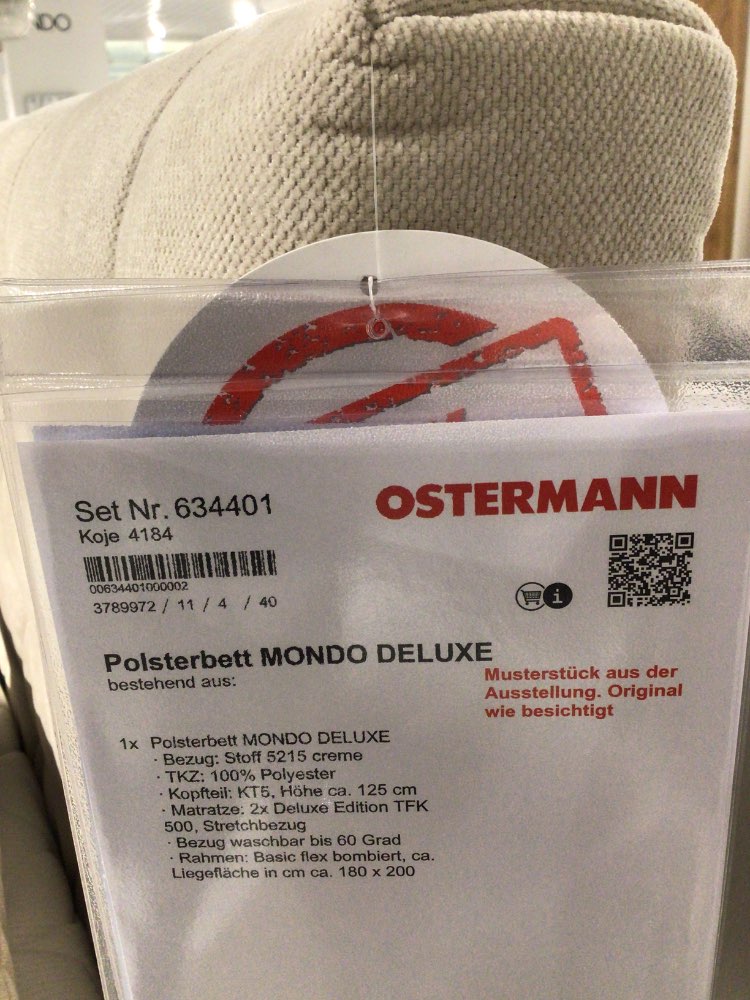 DO
Set Nr. 634401
Koje 4184
OSTERMANN
00634401000002
3789972 / 11 / 4 / 40
i
Polsterbett MONDO DELUXE
bestehend aus:
Musterstück aus der
Ausstellung. Original
wie besichtigt
1x Polsterbett MONDO DELUXE
· Bezug: Stoff 5215 creme
· TKZ: 100% Polyester
· Kopfteil: KT5, Höhe ca. 125 cm
· Matratze: 2x Deluxe Edition TFK
500, Stretchbezug
· Bezug waschbar bis 60 Grad
· Rahmen: Basic flex bombiert, ca.
Liegefläche in cm ca. 180 x 200